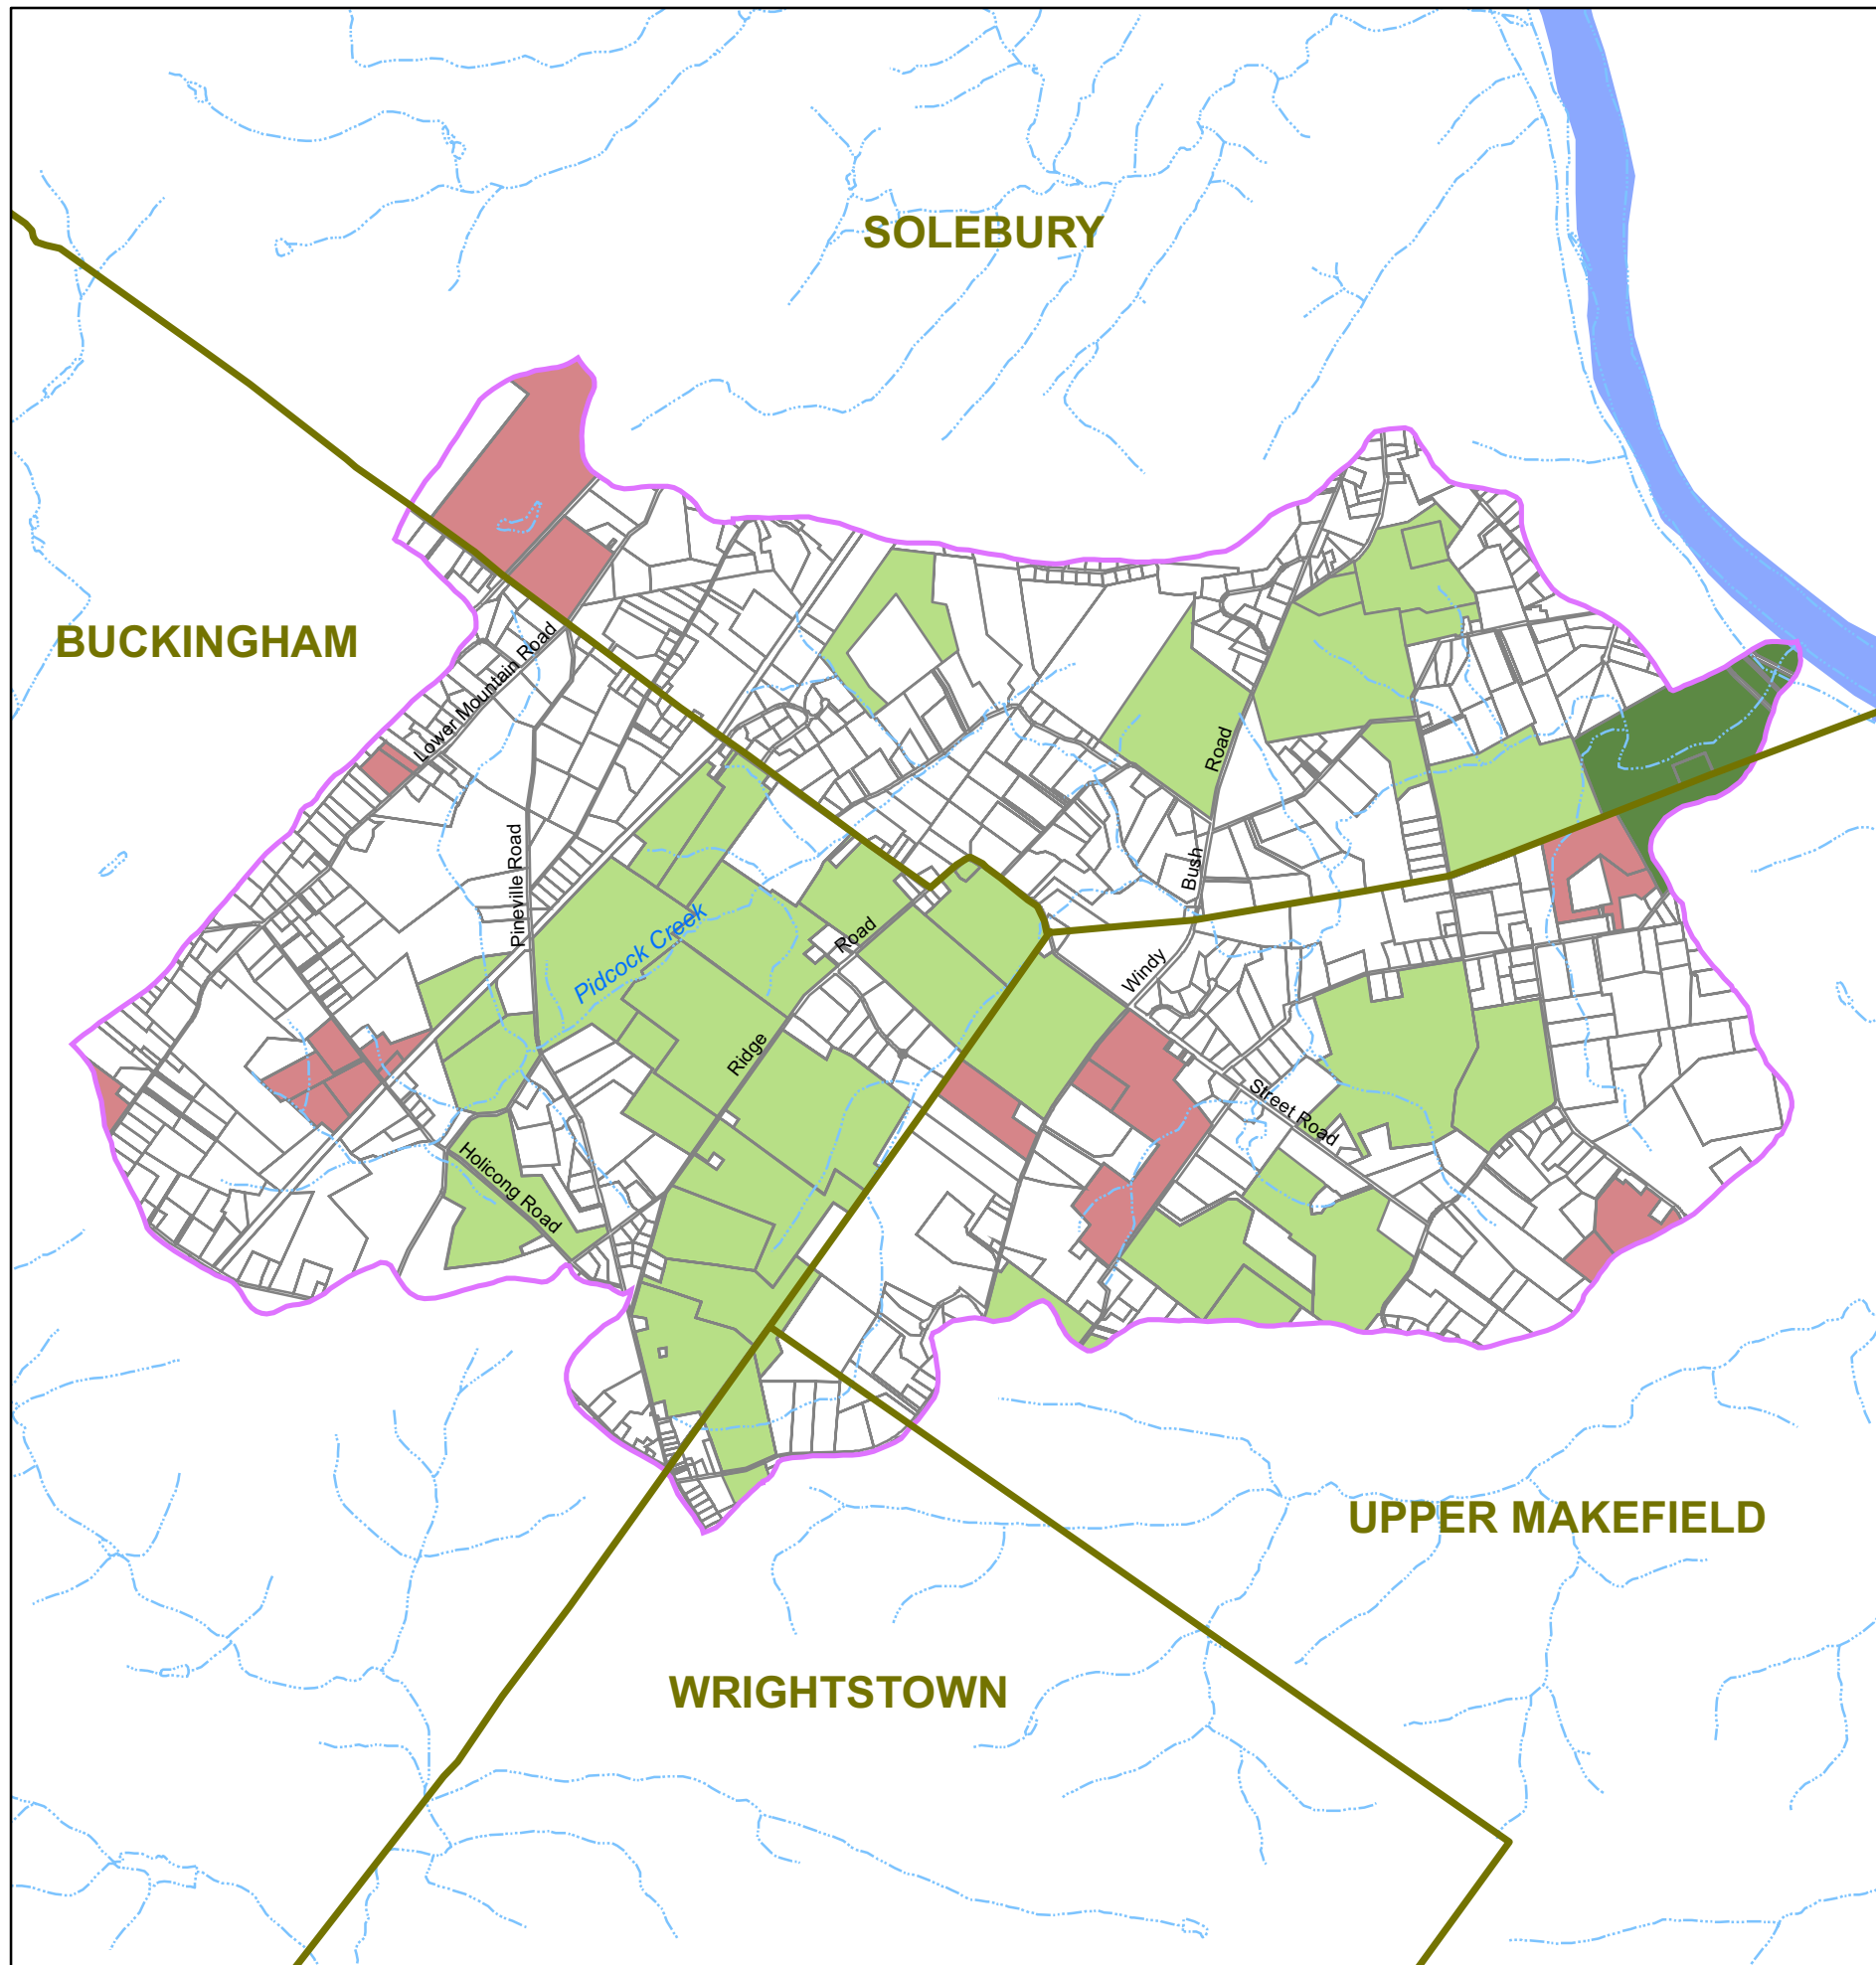 SOLEBURY
BUCKINGHAM
Lower Mountain Road
Road
Pineville Road
Bush
Pidcock Creek
Road
Windy
Ridge
Street Road
Holicong Road
UPPER MAKEFIELD
WRIGHTSTOWN